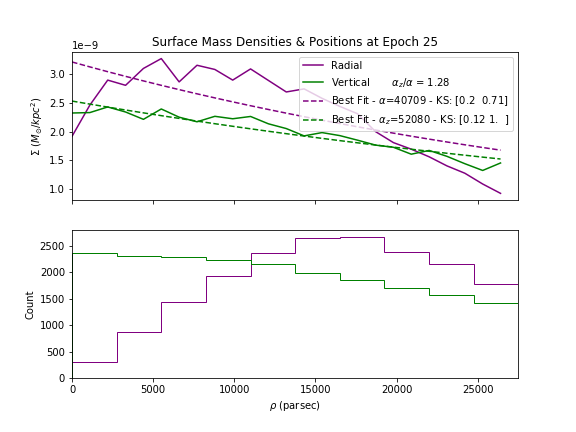 Surface Mass Densities & Positions at Epoch 25
1e−9
3.0
2.5
2.0
1.5
1.0
Σ (M⊙/kpc²)
Radial
Vertical αz/α = 1.28
Best Fit - α=40709 - KS: [0.2 0.71]
Best Fit - αz=52080 - KS: [0.12 1. ]
2500
2000
1500
1000
500
0
Count
0 5000 10000 15000 20000 25000
ρ (parsec)